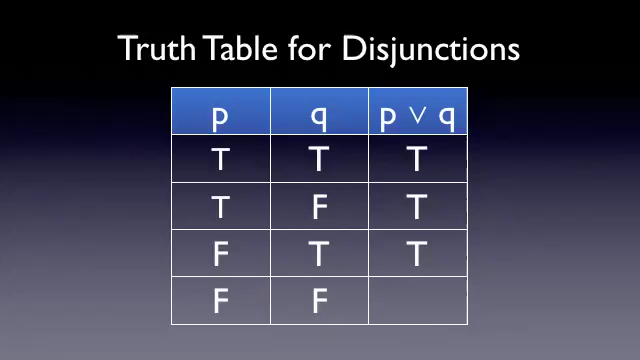 Truth Table for Disjunctions
p q p ∨ q
T T T
T F T
F T T
F F